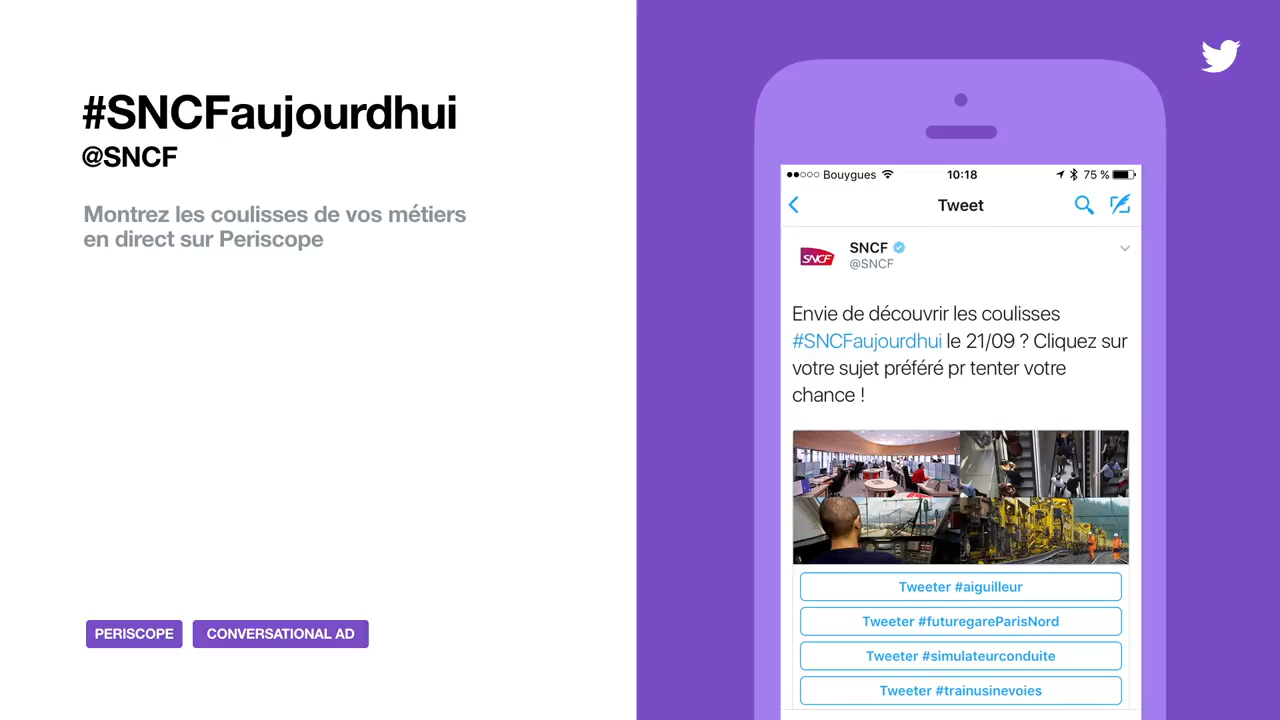 #SNCFaujourdhui
@SNCF
Montrez les coulisses de vos métiers
en direct sur Periscope
PERISCOPE
CONVERSATIONAL AD
Bouygues 10:18 75 %
Tweet
SNCF
SNCF
@SNCF
Envie de découvrir les coulisses
#SNCFaujourdhui le 21/09 ? Cliquez sur
votre sujet préféré pr tenter votre
chance !
Tweeter #aiguilleur
Tweeter #futuregareParisNord
Tweeter #simulateurconduite
Tweeter #trainusinevoies